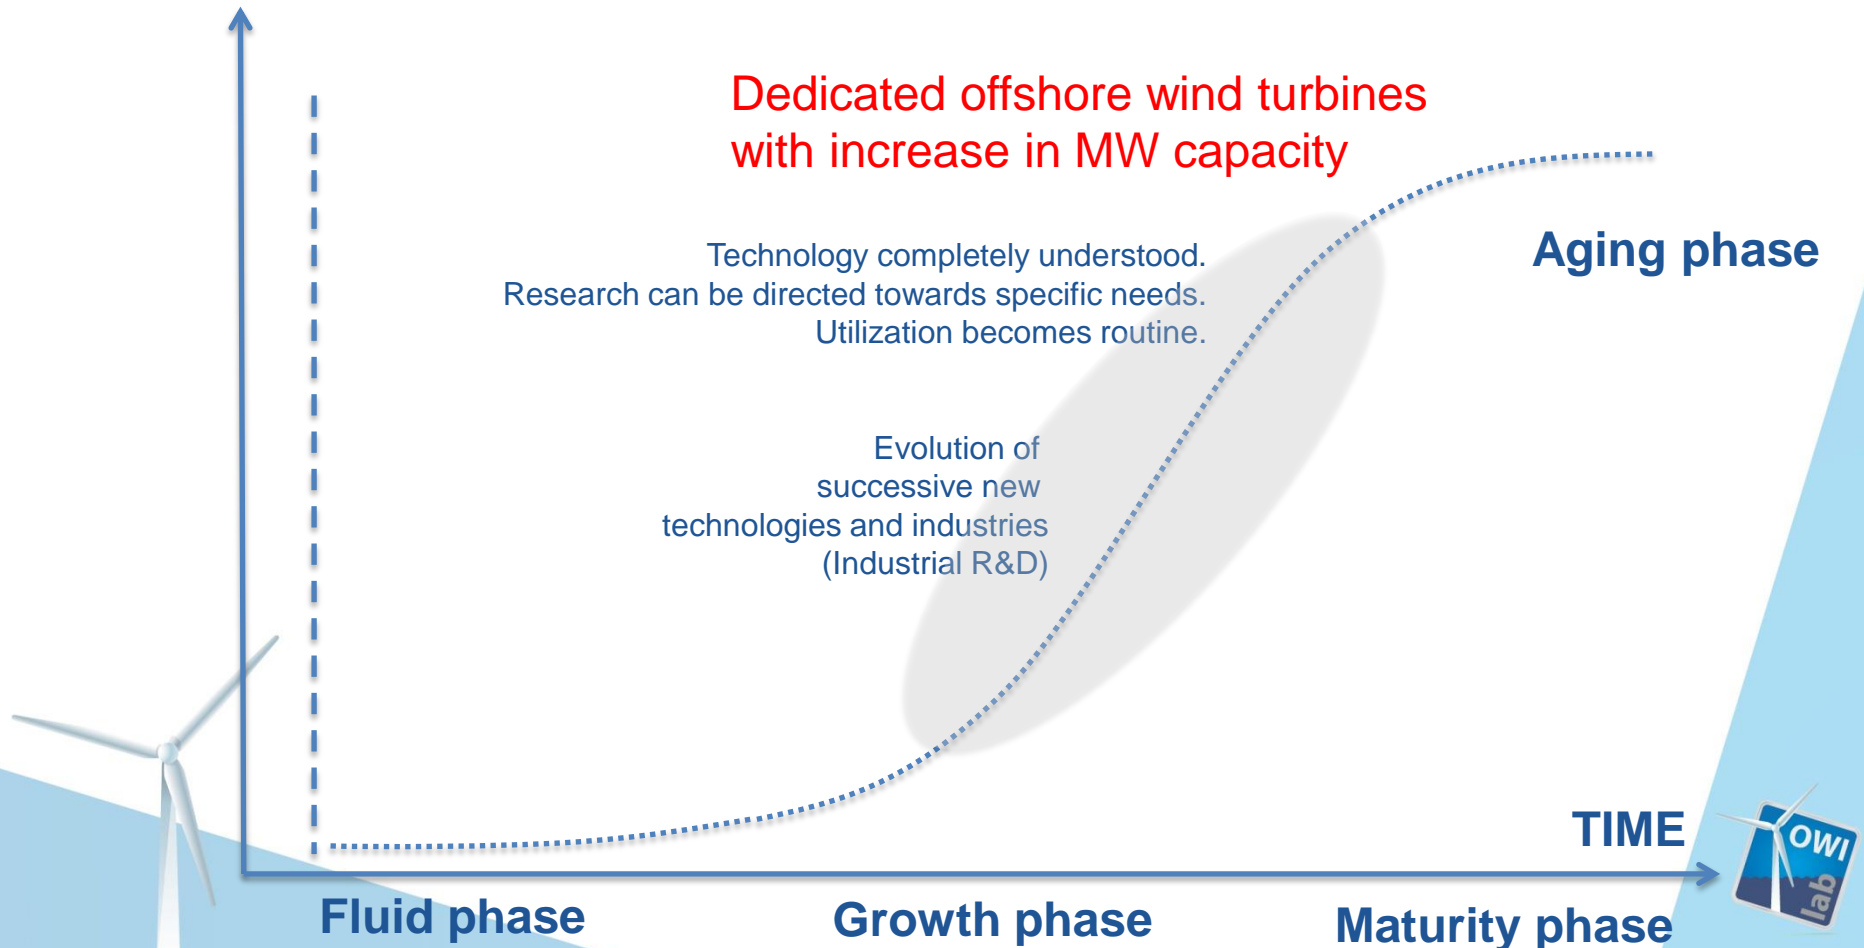 Dedicated offshore wind turbines
with increase in MW capacity
Technology completely understood.
Research can be directed towards specific needs.
Utilization becomes routine.
Aging phase
Evolution of
successive new
technologies and industries
(Industrial R&D)
TIME
OWI
lab
Fluid phase
Growth phase
Maturity phase